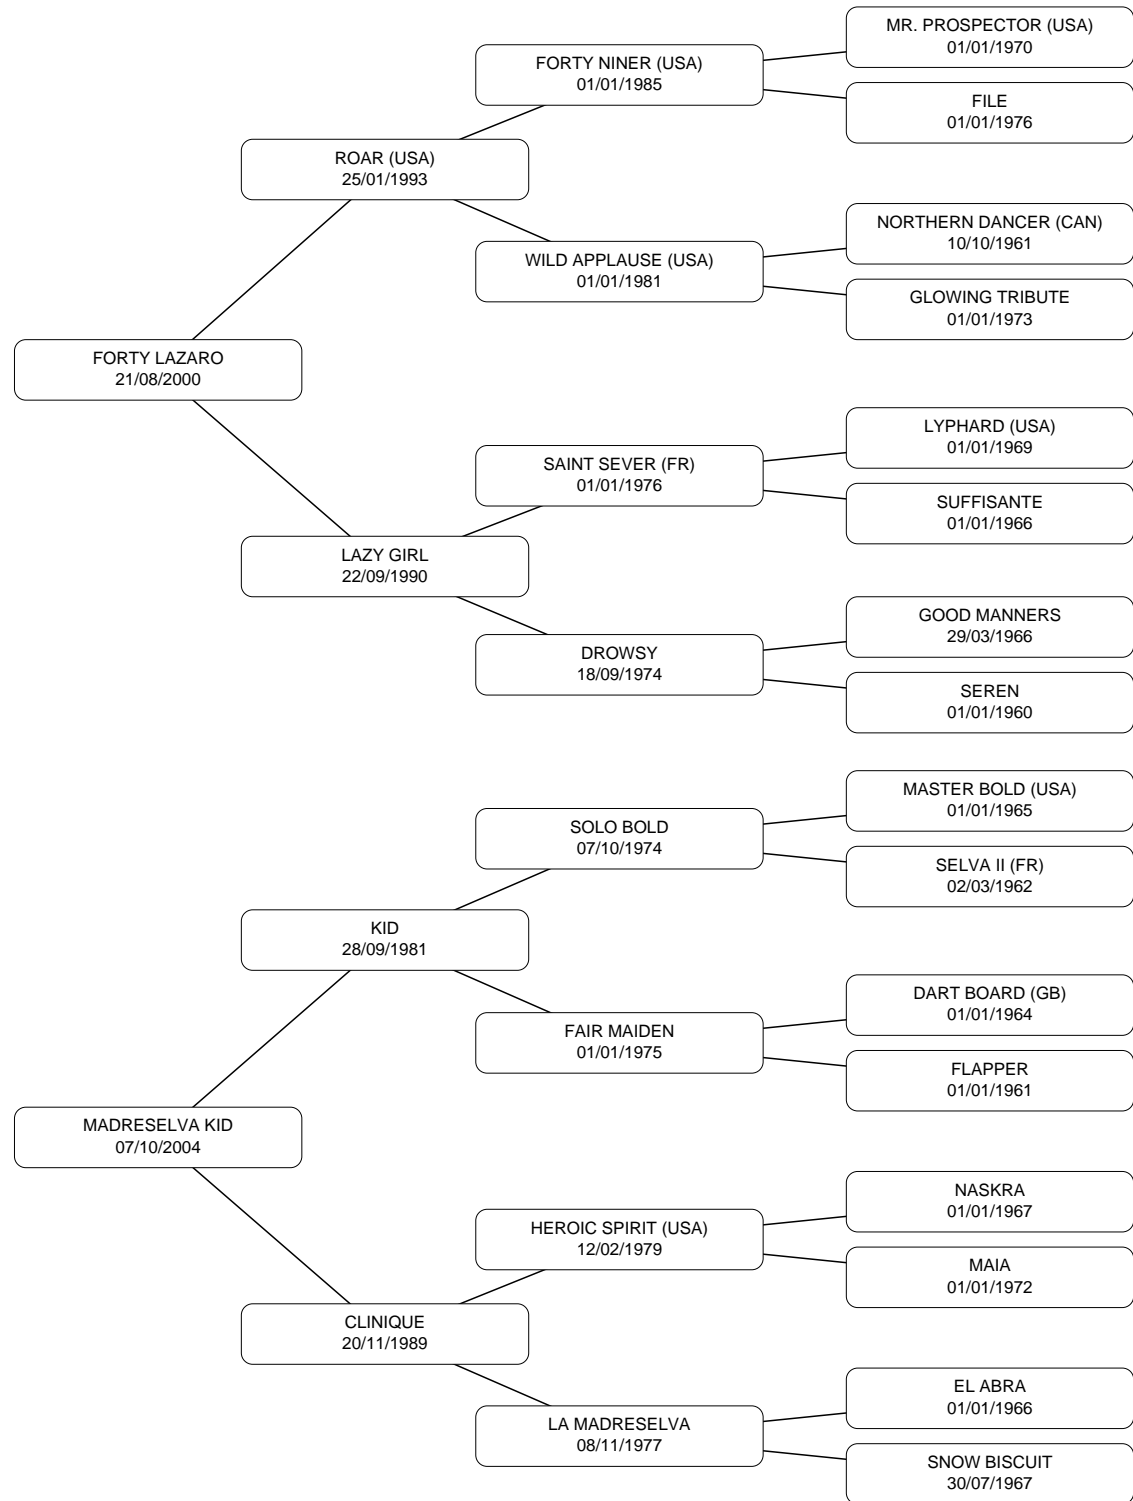 MR. PROSPECTOR (USA)
01/01/1970
FORTY NINER (USA)
01/01/1985
FILE
01/01/1976
ROAR (USA)
25/01/1993
NORTHERN DANCER (CAN)
10/10/1961
WILD APPLAUSE (USA)
01/01/1981
GLOWING TRIBUTE
01/01/1973
FORTY LAZARO
21/08/2000
LYPHARD (USA)
01/01/1969
SAINT SEVER (FR)
01/01/1976
SUFFISANTE
01/01/1966
LAZY GIRL
22/09/1990
GOOD MANNERS
29/03/1966
DROWSY
18/09/1974
SEREN
01/01/1960
MASTER BOLD (USA)
01/01/1965
SOLO BOLD
07/10/1974
SELVA II (FR)
02/03/1962
KID
28/09/1981
DART BOARD (GB)
01/01/1964
FAIR MAIDEN
01/01/1975
FLAPPER
01/01/1961
MADRESELVA KID
07/10/2004
NASKRA
01/01/1967
HEROIC SPIRIT (USA)
12/02/1979
MAIA
01/01/1972
CLINIQUE
20/11/1989
EL ABRA
01/01/1966
LA MADRESELVA
08/11/1977
SNOW BISCUIT
30/07/1967